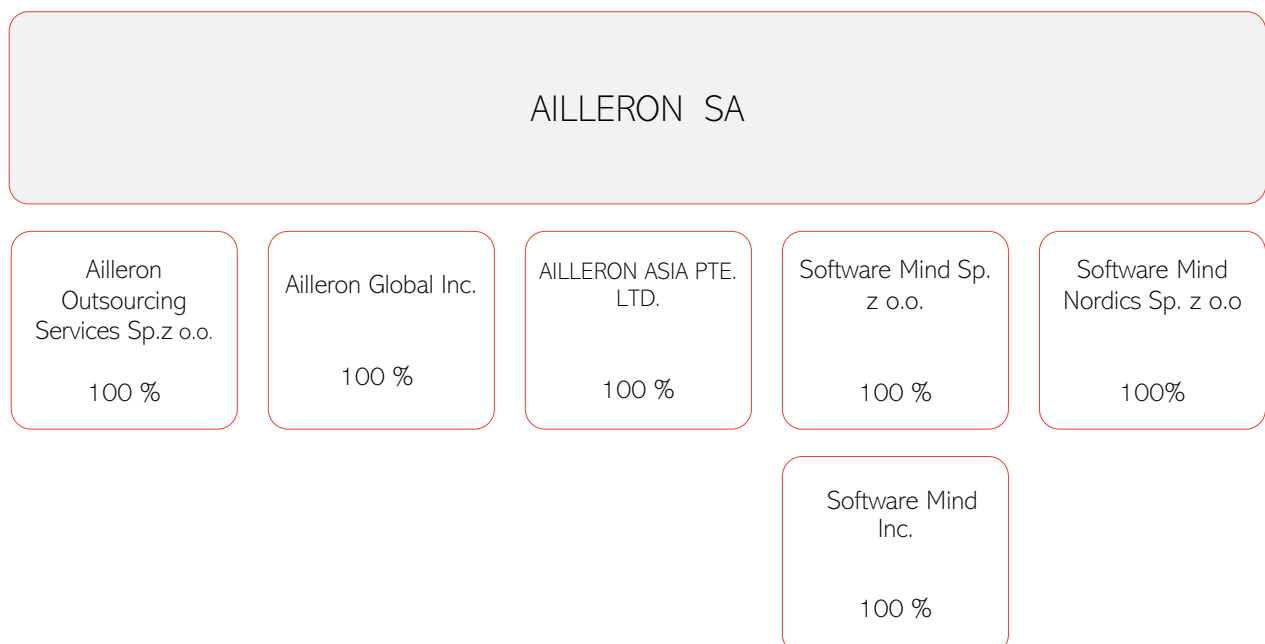 AILLERON SA
Ailleron
Outsourcing
Services Sp.z o.o.
100 %
Ailleron Global Inc.
100 %
AILLERON ASIA PTE.
LTD.
100 %
Software Mind Sp.
z o.o.
100 %
Software Mind
Nordics Sp. z o.o
100%
Software Mind
Inc.
100 %